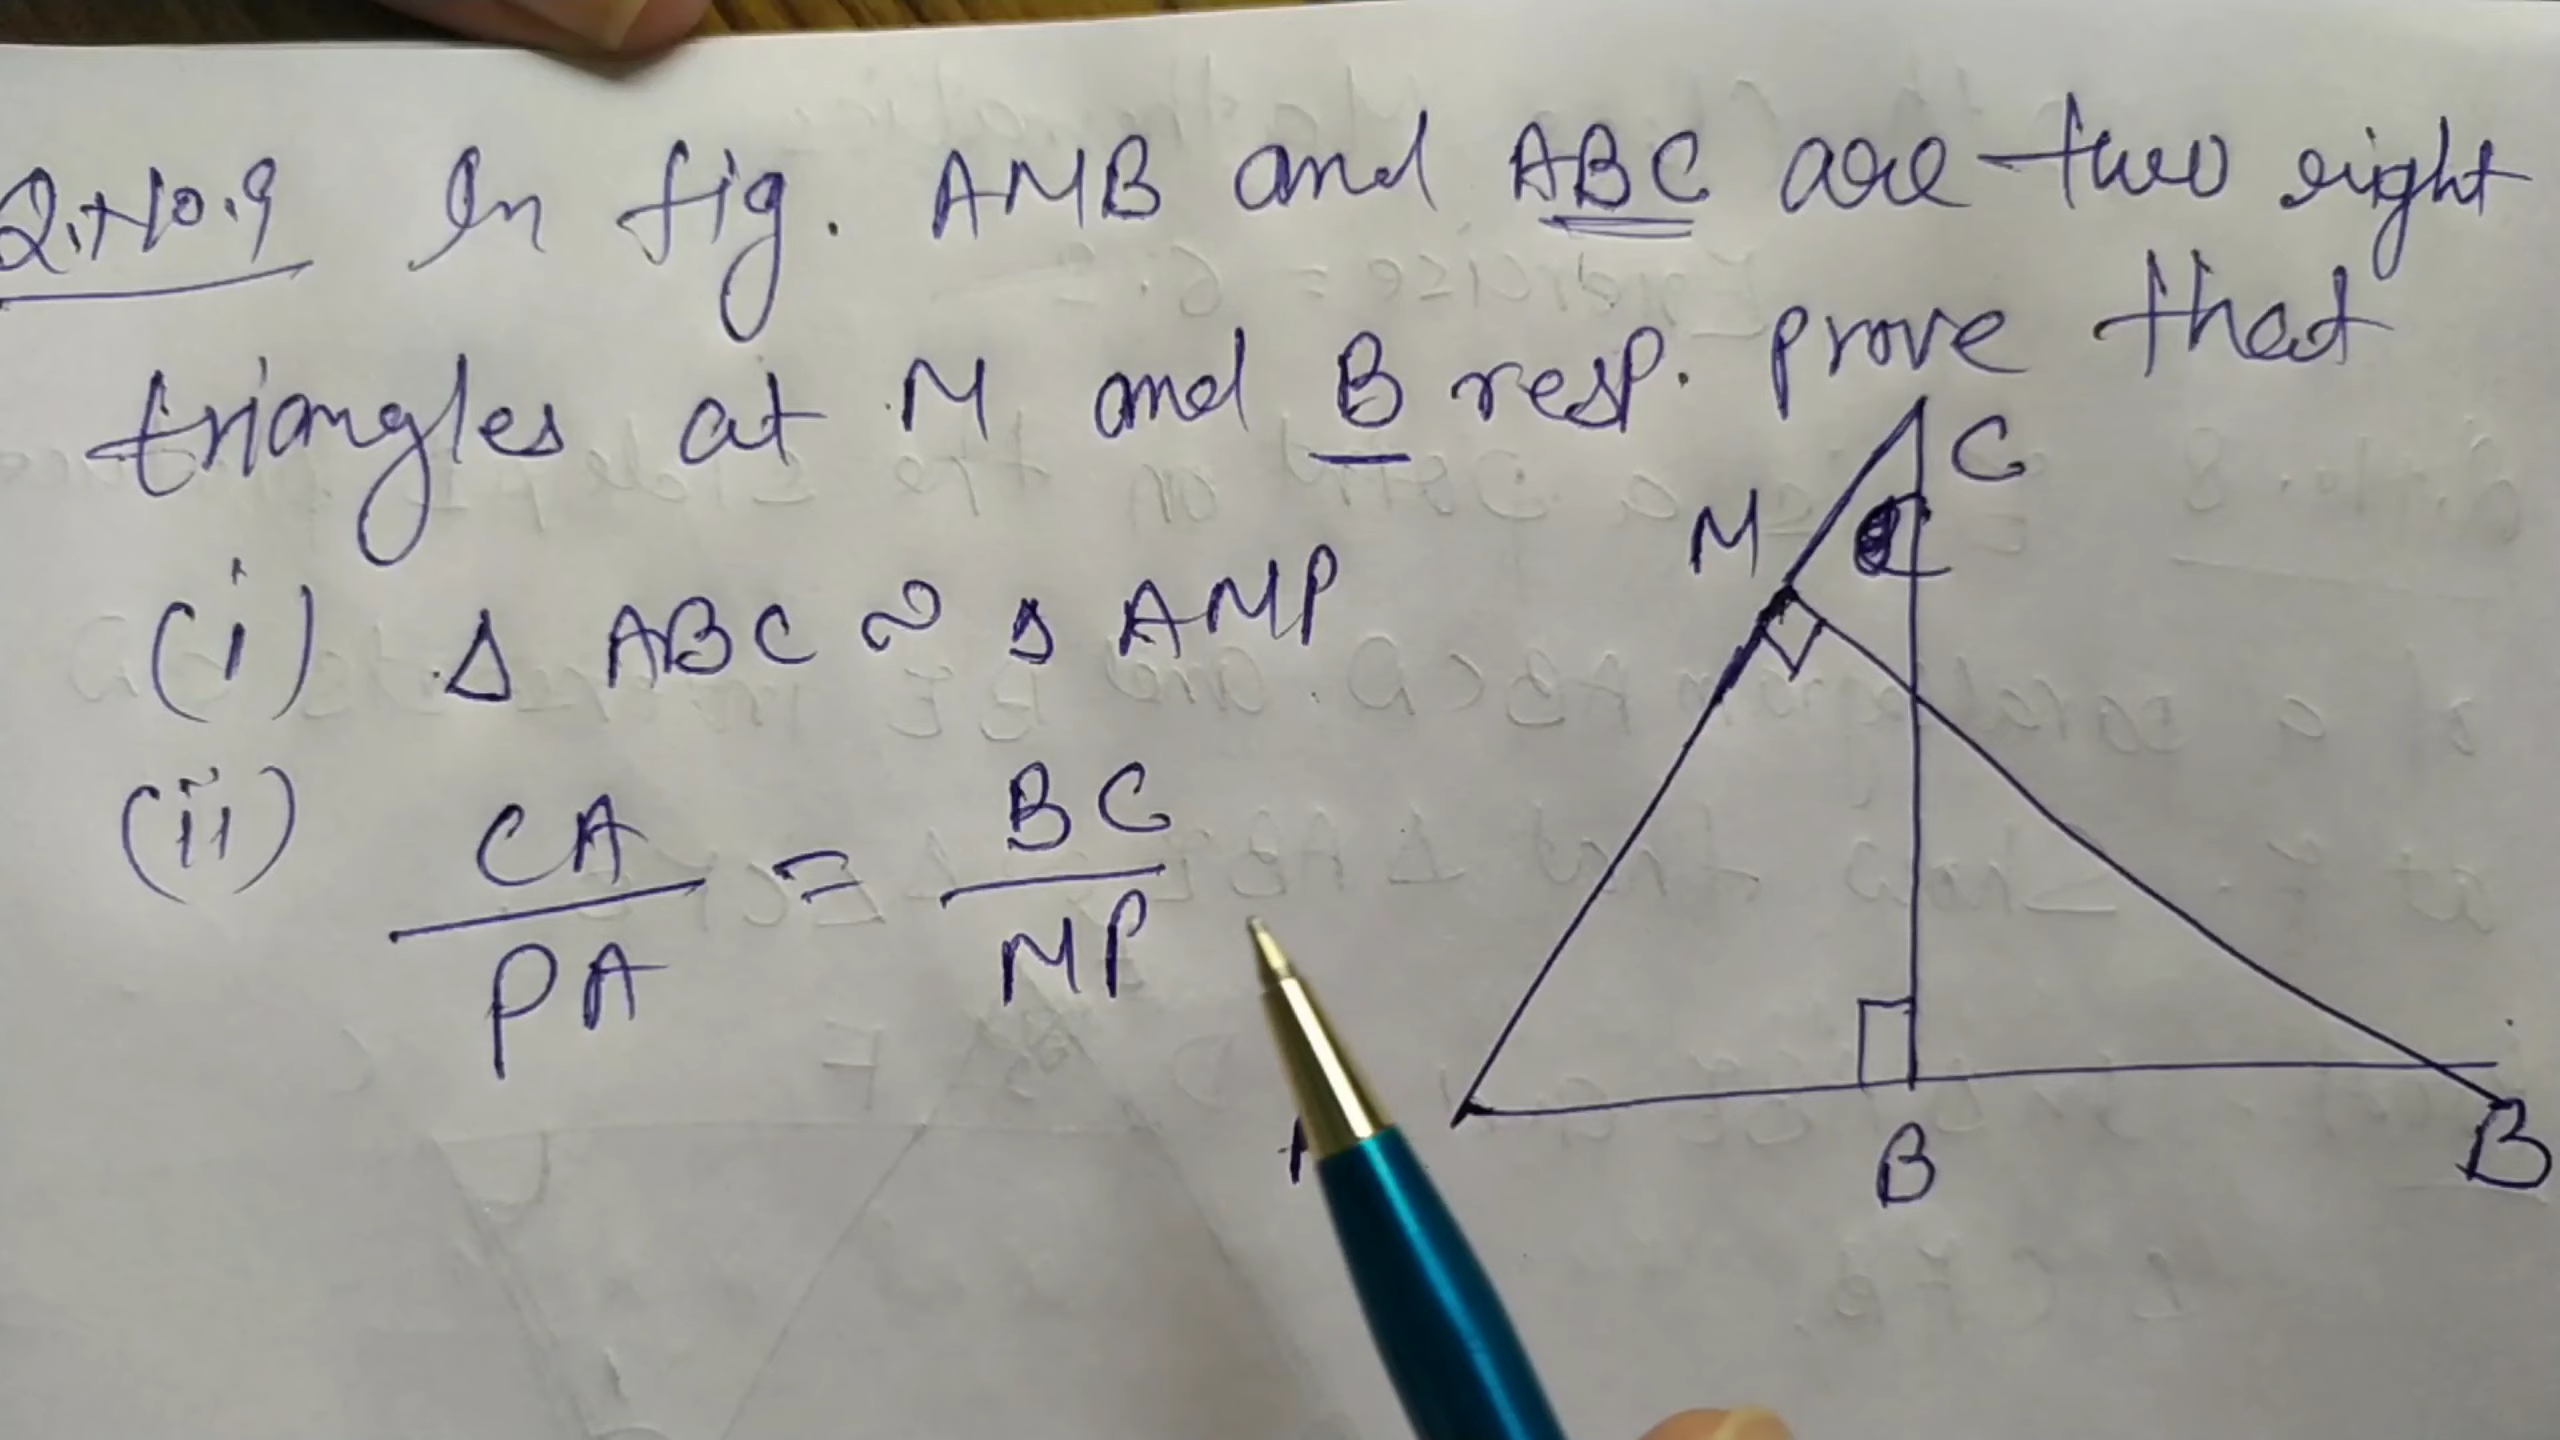 Q.No.9 In fig. AMB and ABC are two right
triangles at M and B resp. prove that
(i) Δ ABC ~ Δ AMP
(ii) CA/PA = BC/MP
C
M
B
B